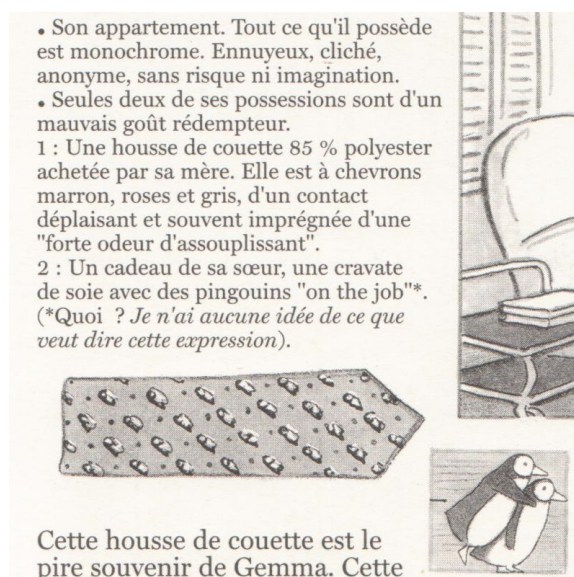 • Son appartement. Tout ce qu'il possède
est monochrome. Ennuyeux, cliché,
anonyme, sans risque ni imagination.
• Seules deux de ses possessions sont d'un
mauvais goût rédempteur.
1 : Une housse de couette 85 % polyester
achetée par sa mère. Elle est à chevrons
marron, roses et gris, d'un contact
déplaisant et souvent imprégnée d'une
"forte odeur d'assouplissant".
2 : Un cadeau de sa sœur, une cravate
de soie avec des pingouins "on the job"*.
(*Quoi ? Je n'ai aucune idée de ce que
veut dire cette expression).
Cette housse de couette est le
pire souvenir de Gemma. Cette